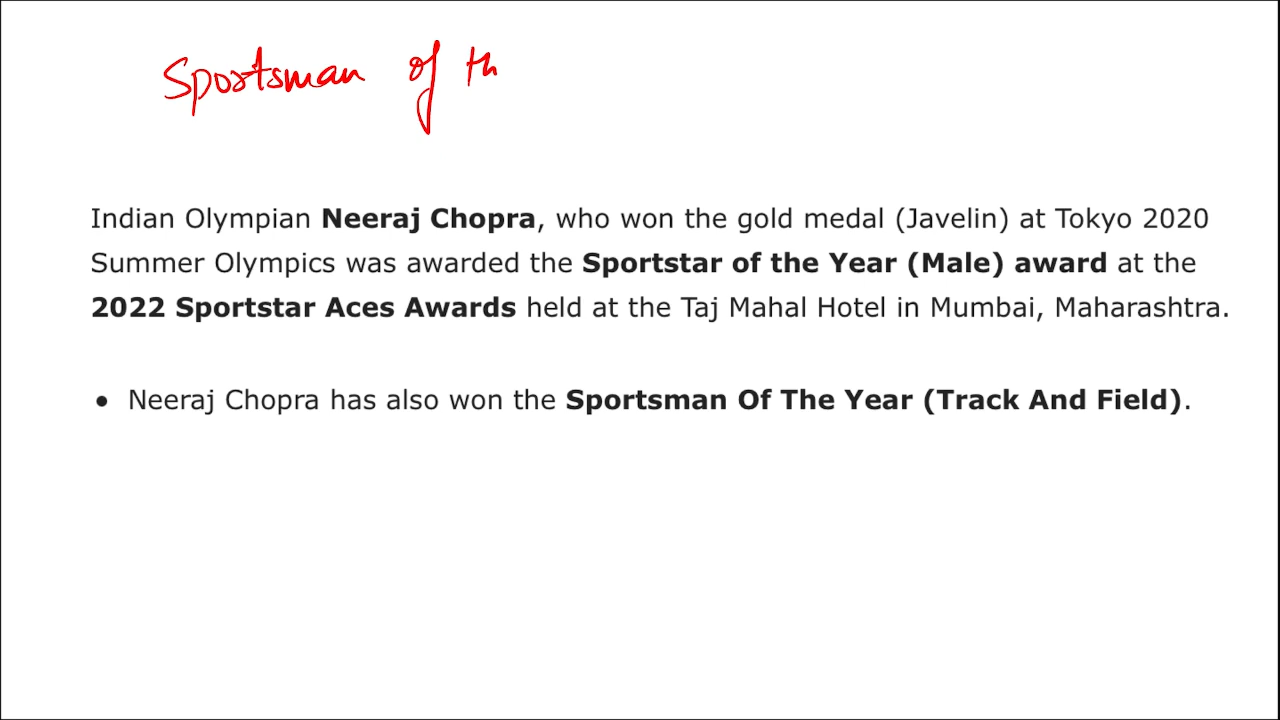 Sportsman of th
Indian Olympian Neeraj Chopra, who won the gold medal (Javelin) at Tokyo 2020
Summer Olympics was awarded the Sportstar of the Year (Male) award at the
2022 Sportstar Aces Awards held at the Taj Mahal Hotel in Mumbai, Maharashtra.
• Neeraj Chopra has also won the Sportsman Of The Year (Track And Field).